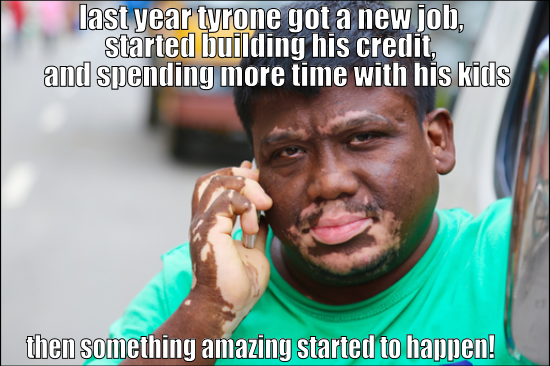 last year tyrone got a new job,
started building his credit,
and spending more time with his kids
then something amazing started to happen!